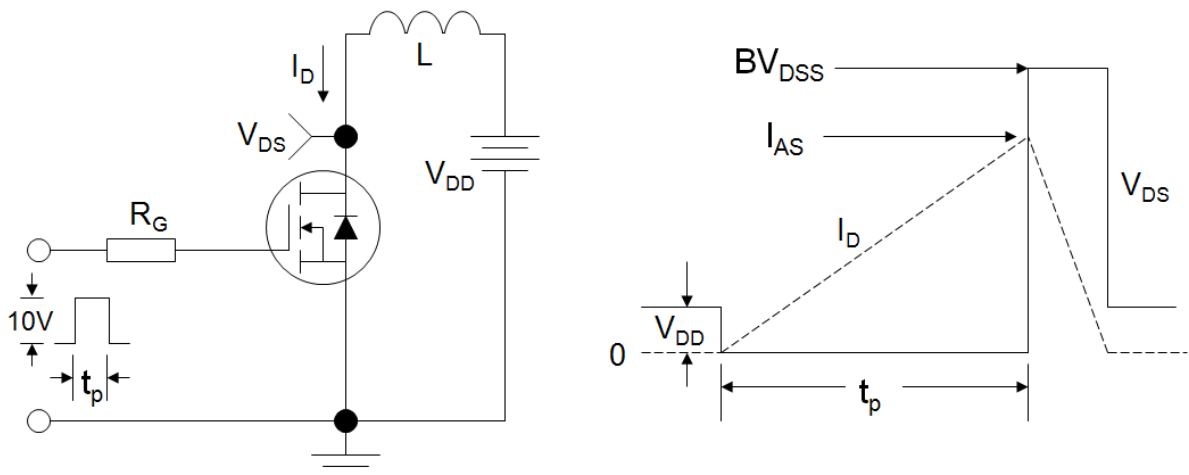 L
I_D
V_DS
V_DD
R_G
10V
t_p
BV_DSS
I_AS
V_DS
I_D
V_DD
0
t_p